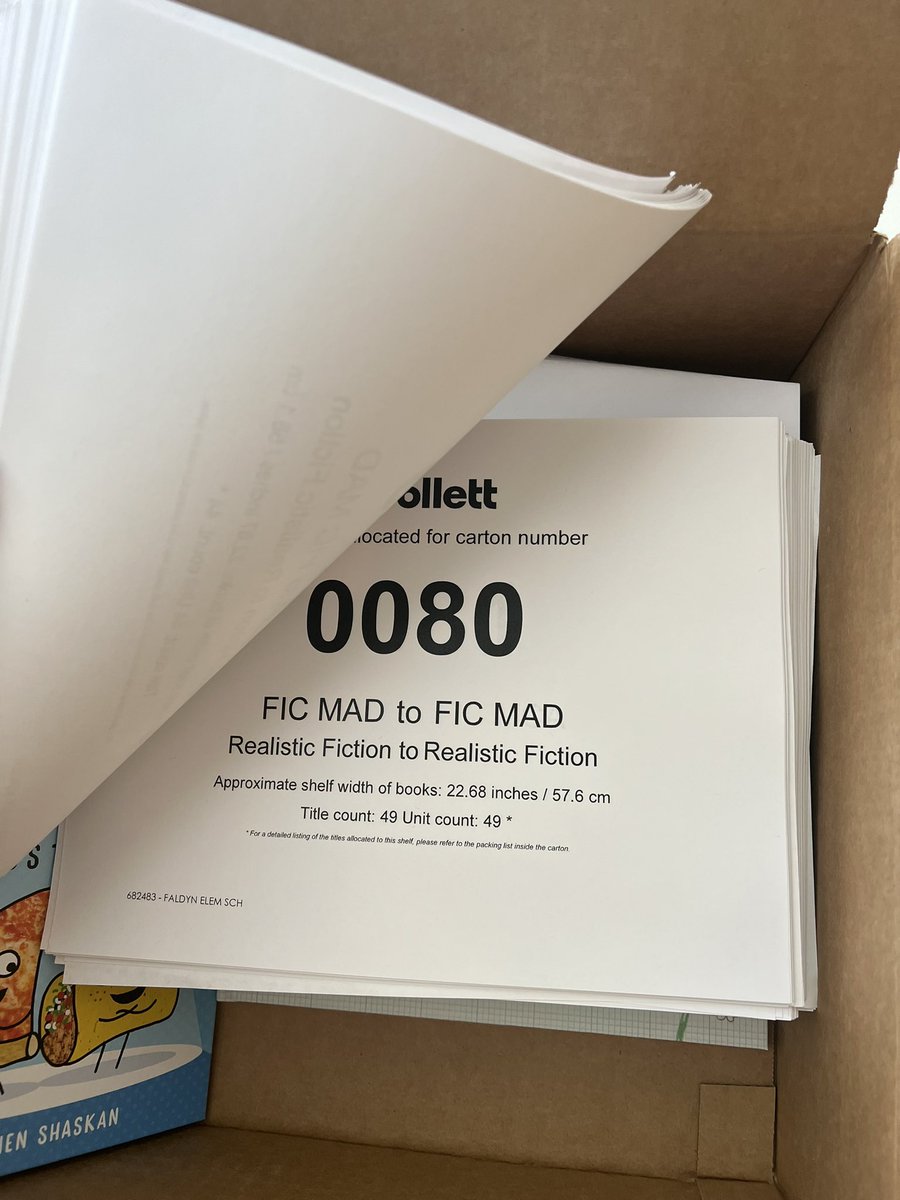 ollett
located for carton number
0080
FIC MAD to FIC MAD
Realistic Fiction to Realistic Fiction
Approximate shelf width of books: 22.68 inches / 57.6 cm
Title count: 49 Unit count: 49 *
* For a detailed listing of the titles allocated to this shelf, please refer to the packing list inside the carton.
682483 - FALDYN ELEM SCH
SHASKAN